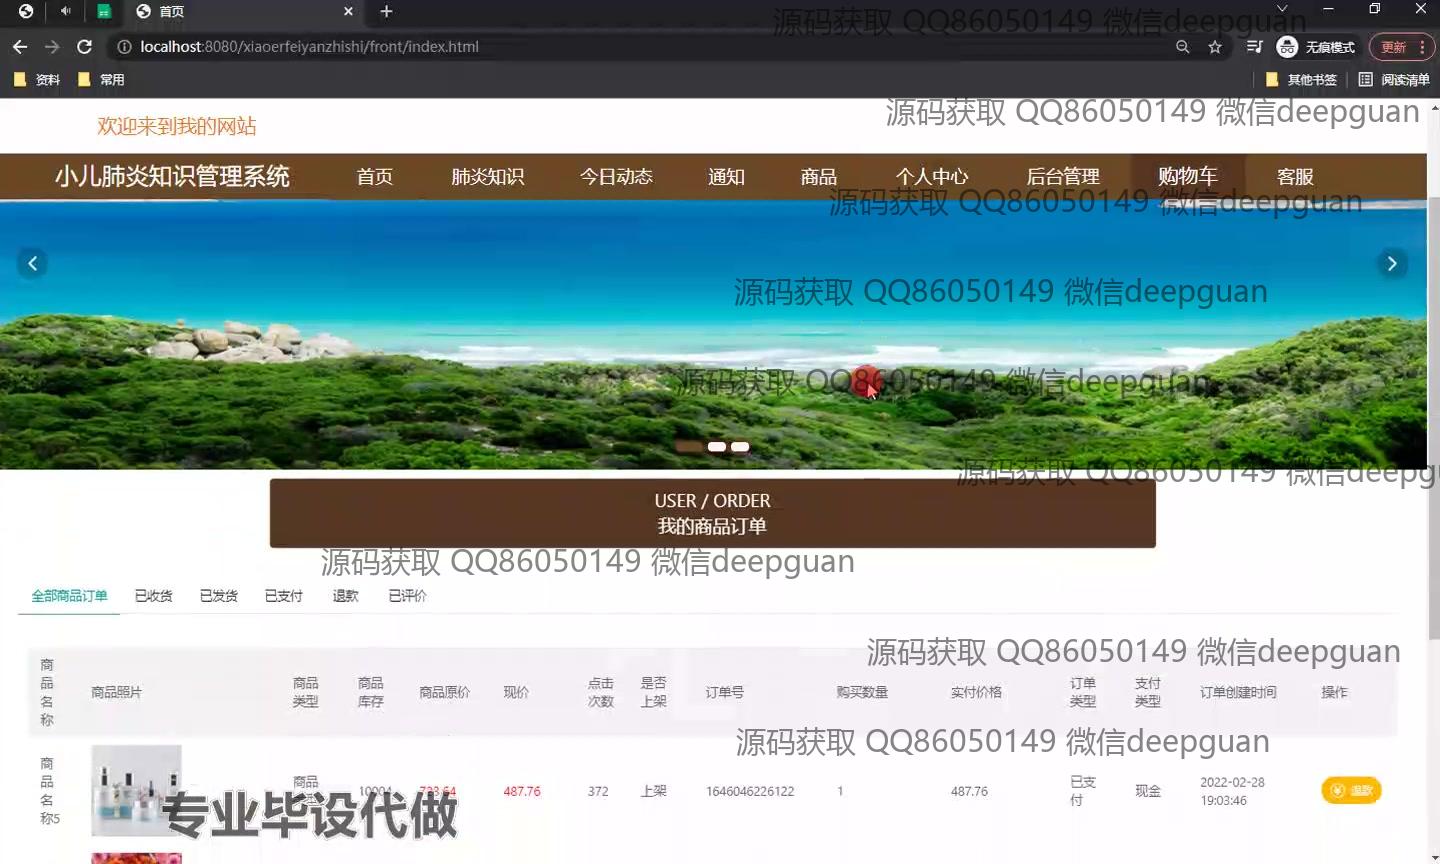 首页
源码获取 QQ86050149 微信deepguan
localhost:8080/xiaoerfeiyanzhishi/front/index.html
无痕模式
更新
资料
常用
其他书签
阅读清单
源码获取 QQ86050149 微信deepguan
欢迎来到我的网站
小儿肺炎知识管理系统
首页
肺炎知识
今日动态
通知
商品
个人中心
后台管理
购物车
客服
源码获取 QQ86050149 微信deepguan
源码获取 QQ86050149 微信deepguan
源码获取 QQ86050149 微信deepguan
源码获取 QQ86050149 微信deepg
USER / ORDER
我的商品订单
源码获取 QQ86050149 微信deepguan
全部商品订单
已收货
已发货
已支付
退款
已评价
源码获取 QQ86050149 微信deepguan
商品名称
商品照片
商品类型
商品库存
商品原价
现价
点击次数
是否上架
订单号
购买数量
实付价格
订单类型
支付类型
订单创建时间
操作
源码获取 QQ86050149 微信deepguan
商品名称5
商品
487.76
372
上架
1646046226122
1
487.76
已支付
现金
2022-02-28 19:03:46
退款
专业毕设代做